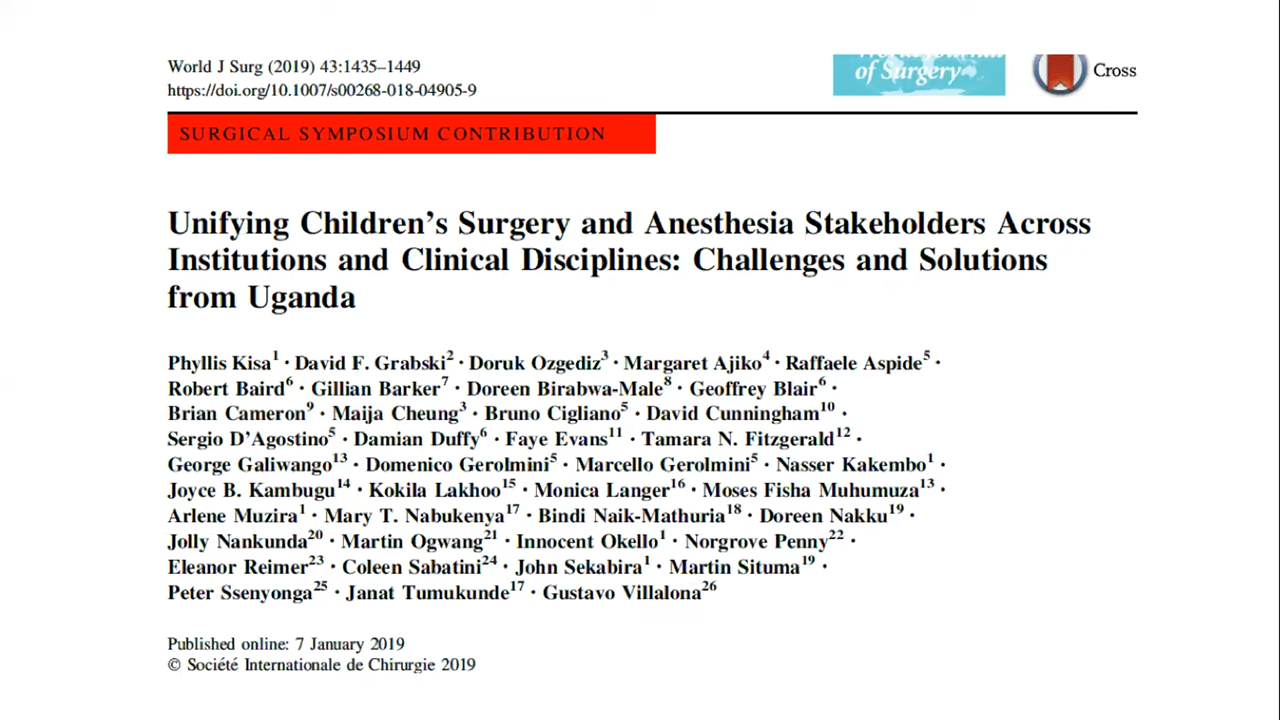 World J Surg (2019) 43:1435–1449
https://doi.org/10.1007/s00268-018-04905-9
of Surgery
Cross
SURGICAL SYMPOSIUM CONTRIBUTION
Unifying Children's Surgery and Anesthesia Stakeholders Across
Institutions and Clinical Disciplines: Challenges and Solutions
from Uganda
Phyllis Kisa1 · David F. Grabski2 · Doruk Ozgediz3 · Margaret Ajiko4 · Raffaele Aspide5 ·
Robert Baird6 · Gillian Barker7 · Doreen Birabwa-Male8 · Geoffrey Blair6 ·
Brian Cameron9 · Maija Cheung3 · Bruno Cigliano5 · David Cunningham10 ·
Sergio D'Agostino5 · Damian Duffy6 · Faye Evans11 · Tamara N. Fitzgerald12 ·
George Galiwango13 · Domenico Gerolmini5 · Marcello Gerolmini5 · Nasser Kakembo1 ·
Joyce B. Kambugu14 · Kokila Lakhoo15 · Monica Langer16 · Moses Fisha Muhumuza13 ·
Arlene Muzira1 · Mary T. Nabukenya17 · Bindi Naik-Mathuria18 · Doreen Nakku19 ·
Jolly Nankunda20 · Martin Ogwang21 · Innocent Okello1 · Norgrove Penny22 ·
Eleanor Reimer23 · Coleen Sabatini24 · John Sekabira1 · Martin Situma19 ·
Peter Ssenyonga25 · Janat Tumukunde17 · Gustavo Villalona26
Published online: 7 January 2019
© Société Internationale de Chirurgie 2019